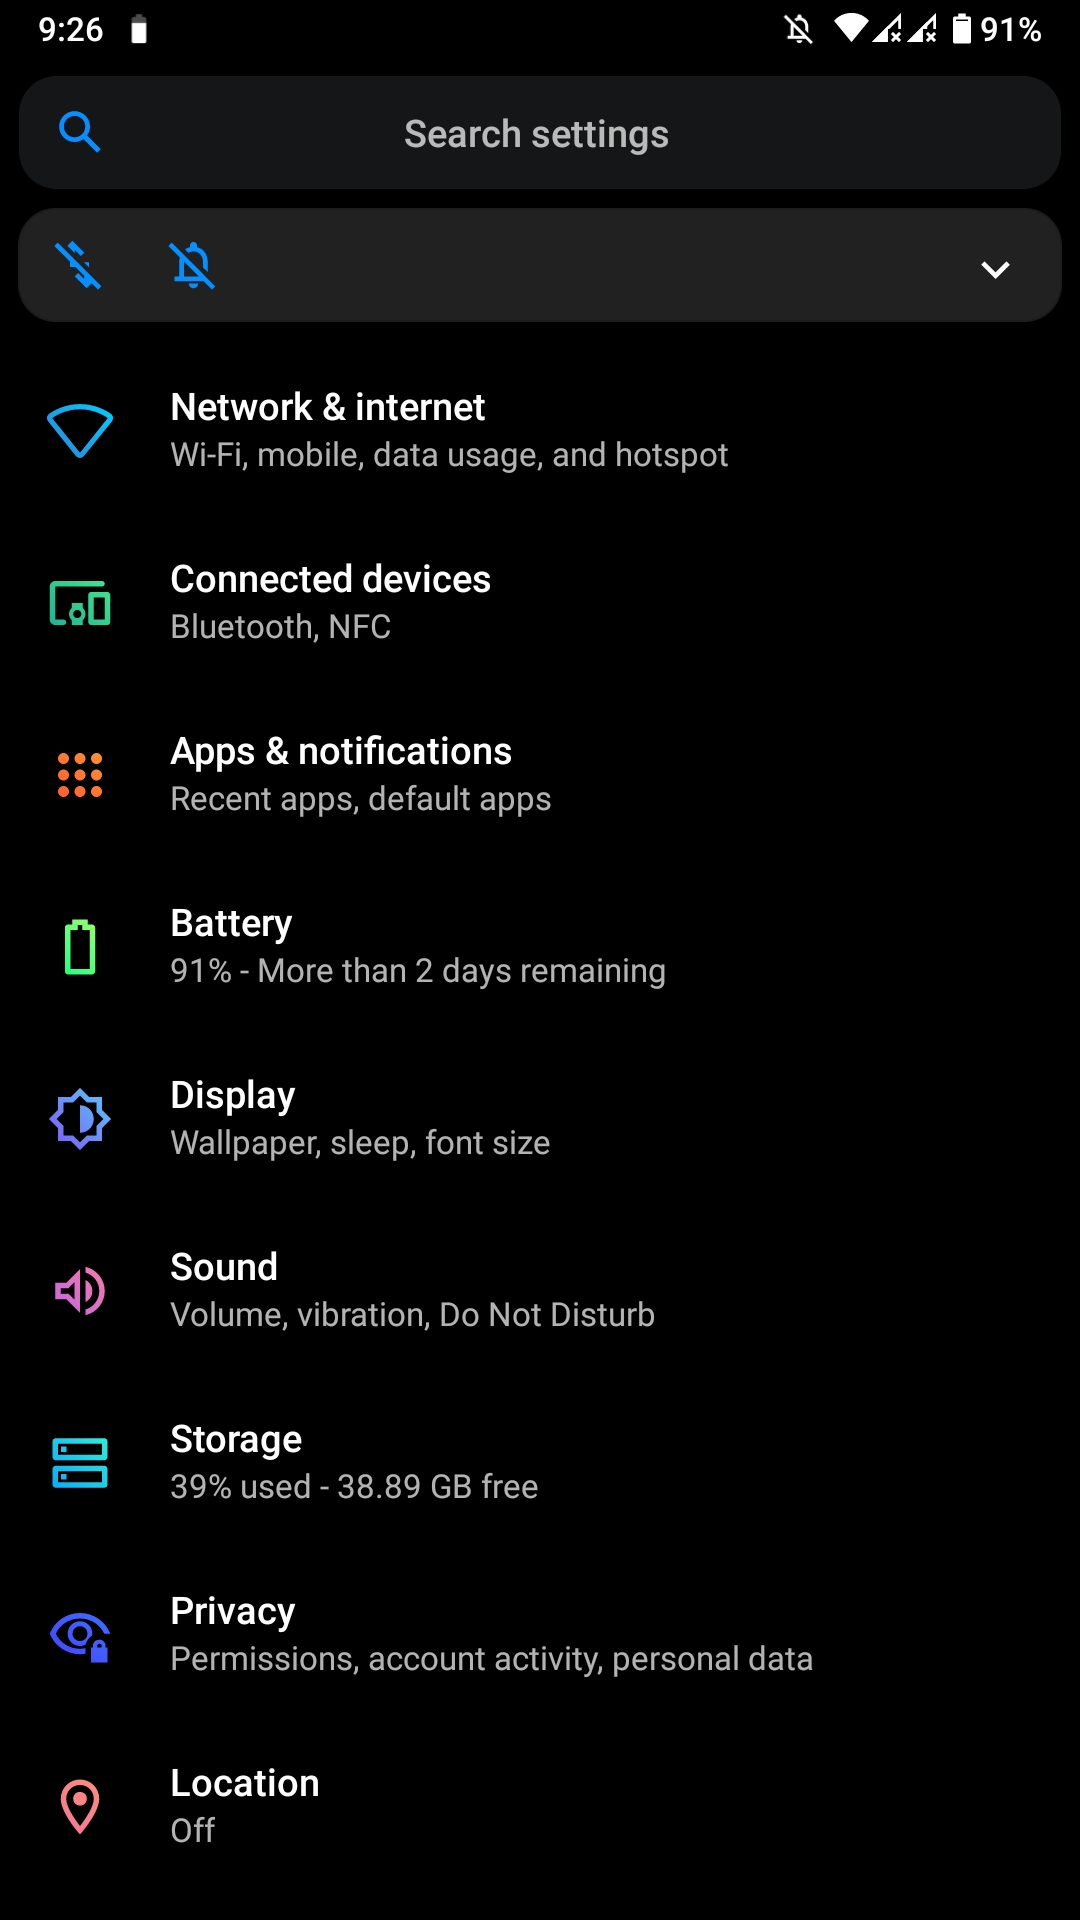 9:26
91%
Search settings
Network & internet
Wi-Fi, mobile, data usage, and hotspot
Connected devices
Bluetooth, NFC
Apps & notifications
Recent apps, default apps
Battery
91% - More than 2 days remaining
Display
Wallpaper, sleep, font size
Sound
Volume, vibration, Do Not Disturb
Storage
39% used - 38.89 GB free
Privacy
Permissions, account activity, personal data
Location
Off